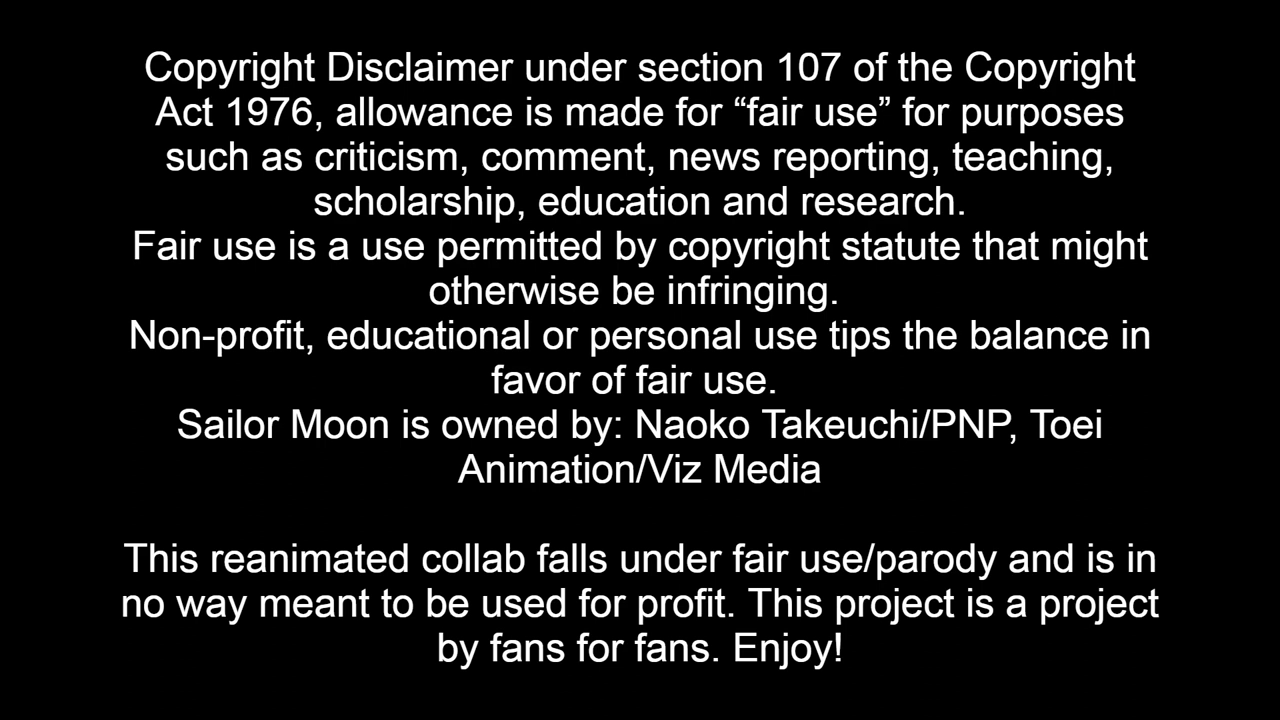 Copyright Disclaimer under section 107 of the Copyright
Act 1976, allowance is made for “fair use” for purposes
such as criticism, comment, news reporting, teaching,
scholarship, education and research.
Fair use is a use permitted by copyright statute that might
otherwise be infringing.
Non-profit, educational or personal use tips the balance in
favor of fair use.
Sailor Moon is owned by: Naoko Takeuchi/PNP, Toei
Animation/Viz Media
This reanimated collab falls under fair use/parody and is in
no way meant to be used for profit. This project is a project
by fans for fans. Enjoy!